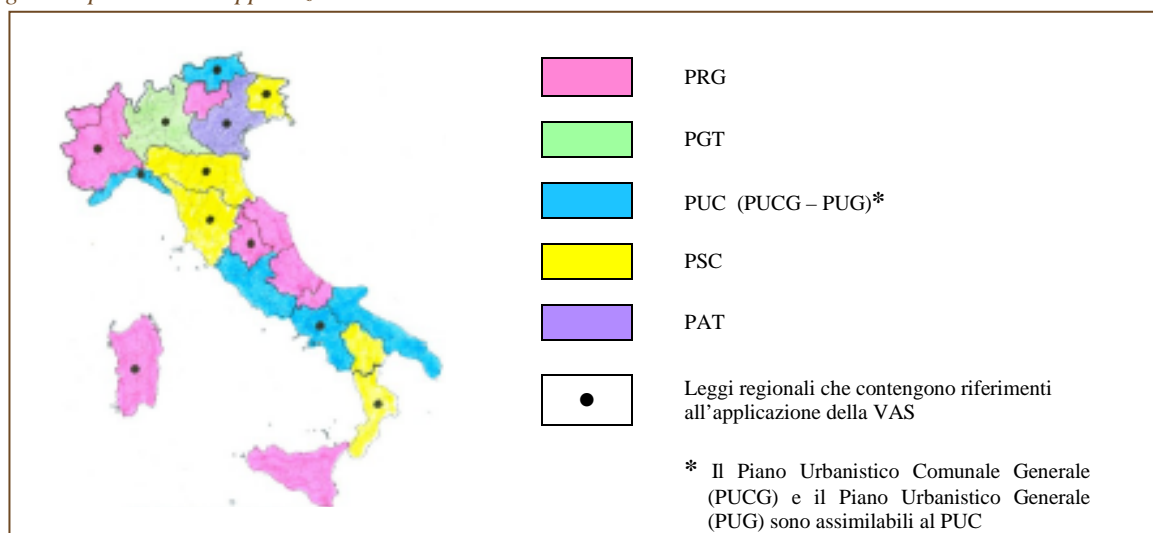 PRG
PGT
PUC (PUCG – PUG)*
PSC
PAT
Leggi regionali che contengono riferimenti
all’applicazione della VAS
* Il Piano Urbanistico Comunale Generale
(PUCG) e il Piano Urbanistico Generale
(PUG) sono assimilabili al PUC